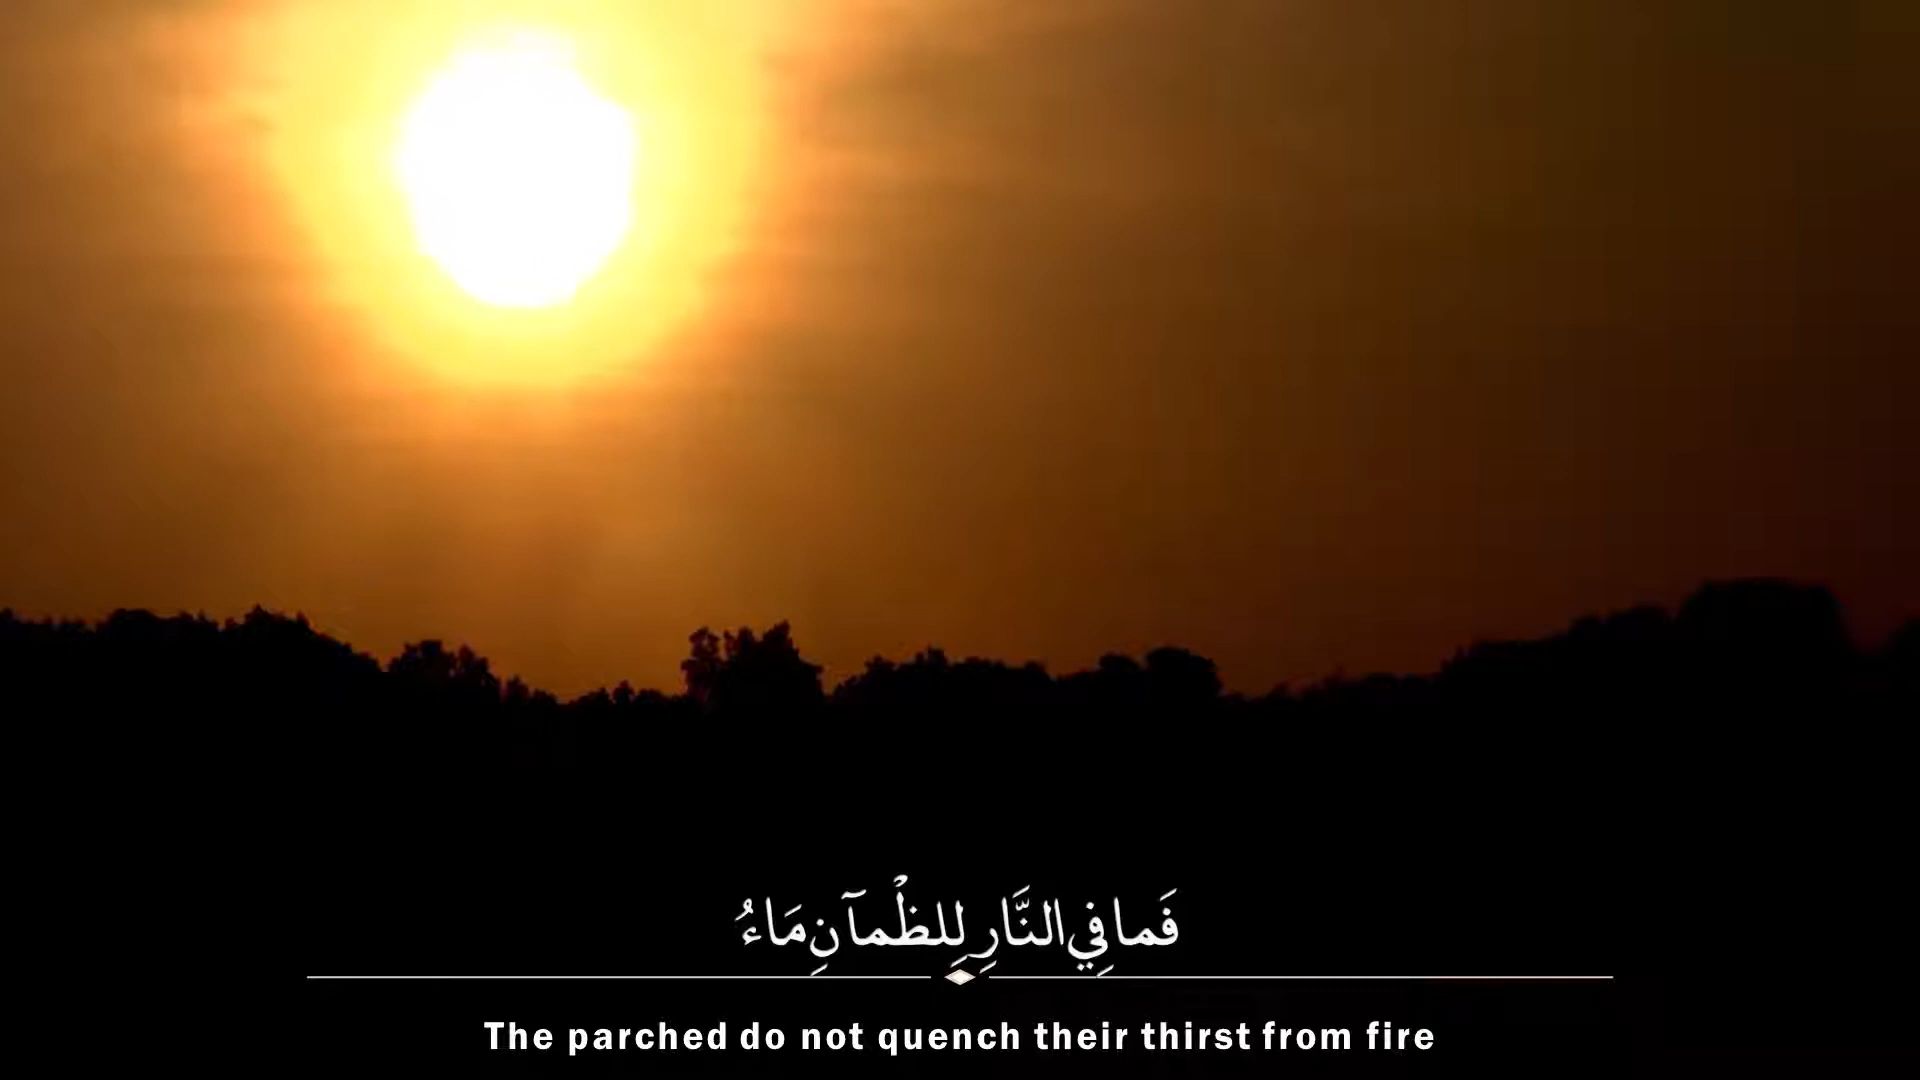 فَما فِي النَّارِ لِلظْمآنِ مَاءُ
The parched do not quench their thirst from fire